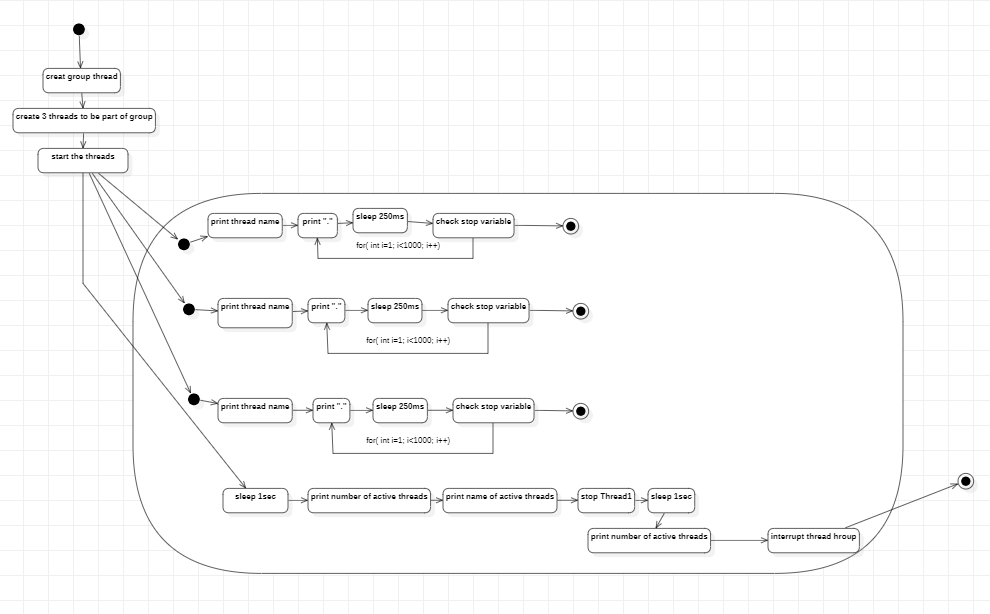 creat group thread
create 3 threads to be part of group
start the threads
print thread name
print "."
sleep 250ms
check stop variable
for( int i=1; i<1000; i++)
print thread name
print "."
sleep 250ms
check stop variable
for( int i=1; i<1000; i++)
print thread name
print "."
sleep 250ms
check stop variable
for( int i=1; i<1000; i++)
sleep 1sec
print number of active threads
print name of active threads
stop Thread1
sleep 1sec
print number of active threads
interrupt thread hroup